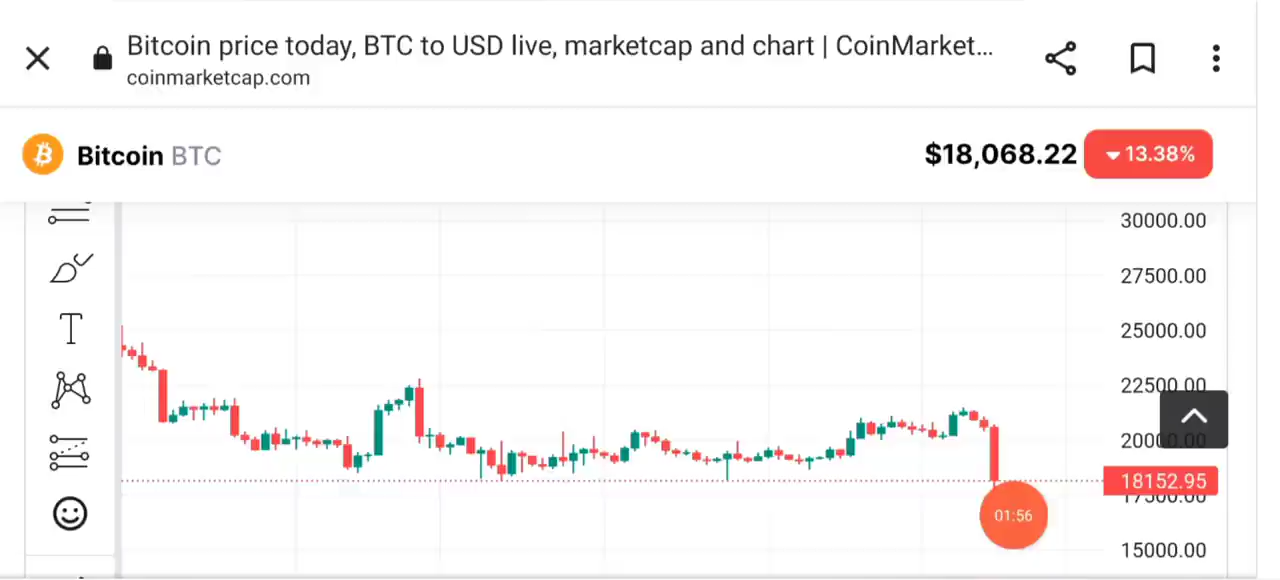 Bitcoin price today, BTC to USD live, marketcap and chart | CoinMarket...
coinmarketcap.com
Bitcoin BTC
$18,068.22
13.38%
30000.00
27500.00
25000.00
22500.00
20000.00
18152.95
17500.00
15000.00
T
01:56